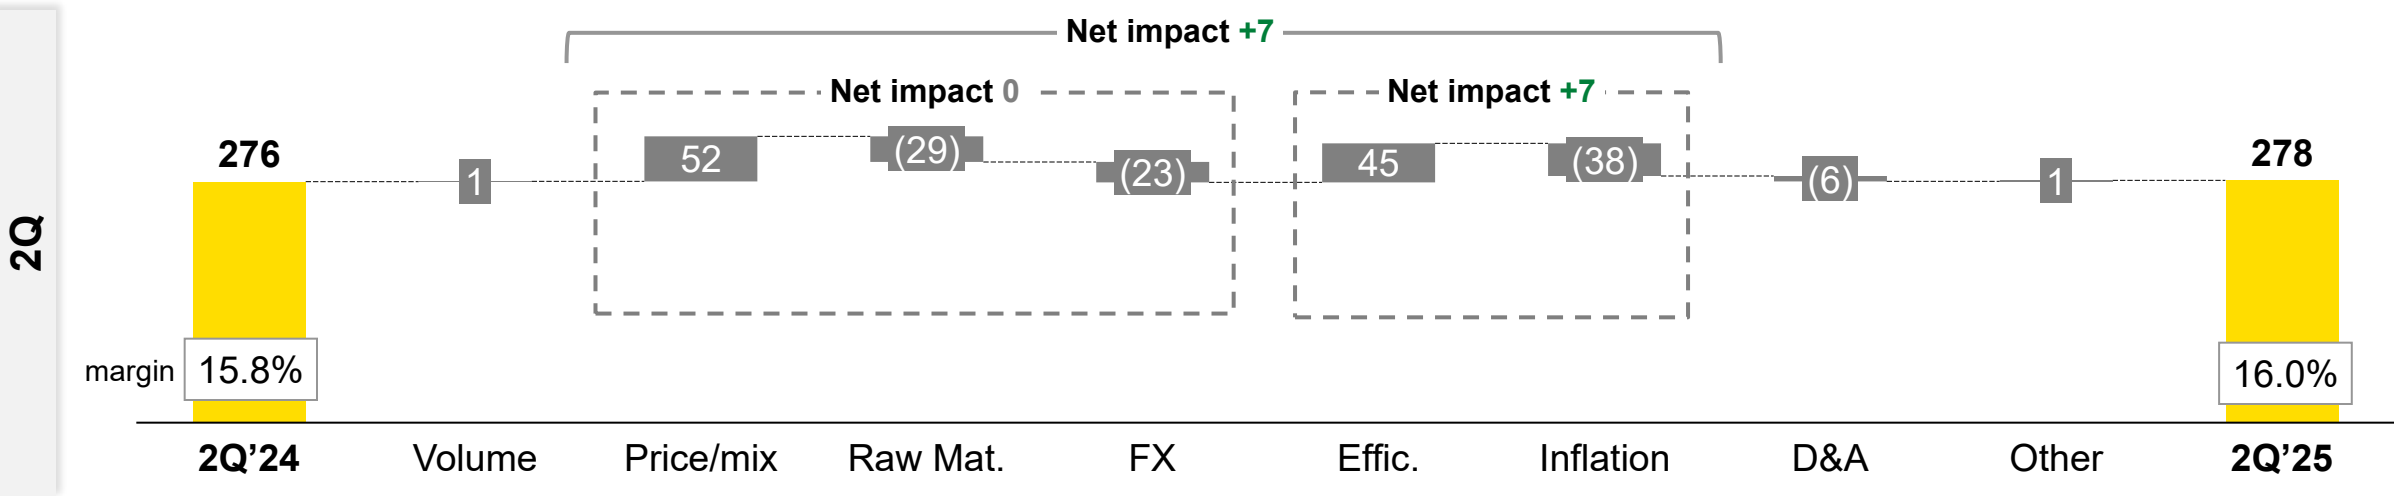 2Q
Net impact +7
Net impact 0
Net impact +7
276
1
52
(29)
(23)
45
(38)
(6)
1
278
margin
15.8%
16.0%
2Q’24
Volume
Price/mix
Raw Mat.
FX
Effic.
Inflation
D&A
Other
2Q’25